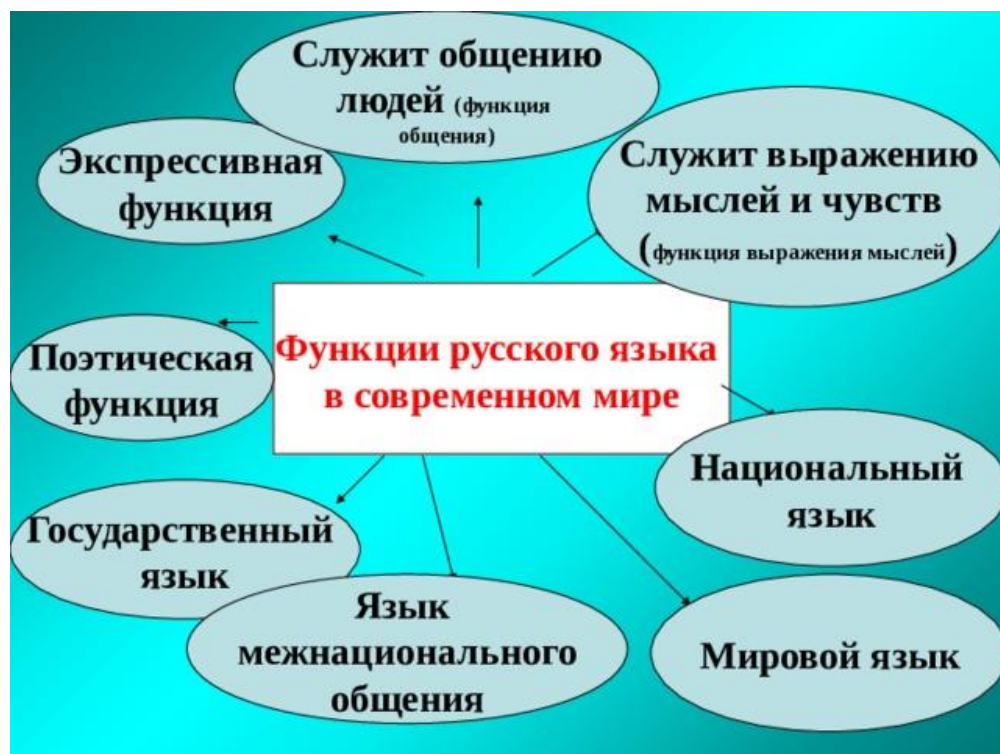 Служит общению
людей (функция
общения)
Экспрессивная
функция
Служит выражению
мыслей и чувств
(функция выражения мыслей)
Функции русского языка
в современном мире
Поэтическая
функция
Национальный
язык
Государственный
язык
Язык
межнационального
общения
Мировой язык